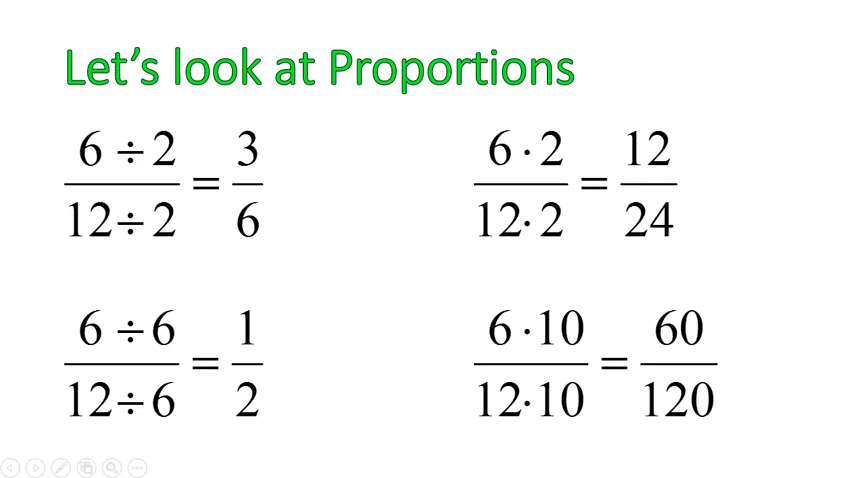 Let's look at Proportions
6 ÷ 2 / 12 ÷ 2 = 3 / 6
6 · 2 / 12 · 2 = 12 / 24
6 ÷ 6 / 12 ÷ 6 = 1 / 2
6 · 10 / 12 · 10 = 60 / 120